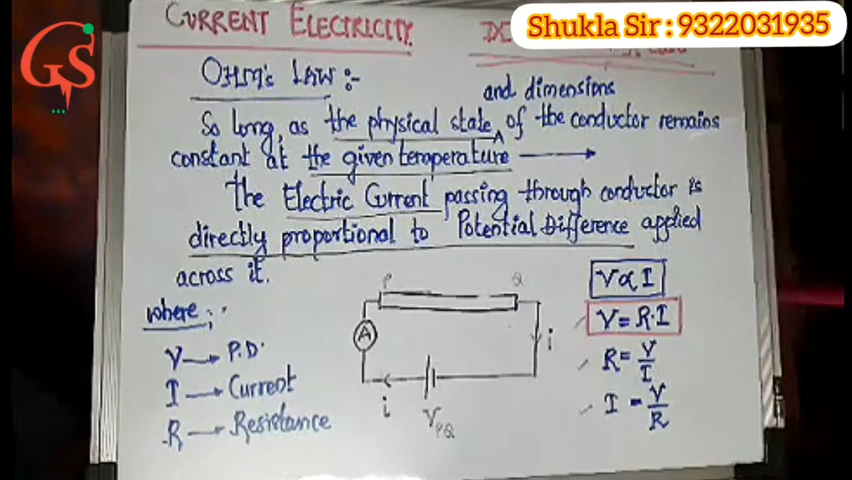 CURRENT ELECTRICITY
Shukla Sir : 9322031935
GS
OHM's LAW :-
and dimensions
So long, as the physical state ^ of the conductor remains
constant at the given temperature ⟶
the Electric Current passing through conductor is
directly proportional to Potential Difference applied
across it.
where ;
V → P.D.
I → Current
R → Resistance
P Q
A
i
i
V PQ
V ∝ I
V = R·I
R = V/I
I = V/R